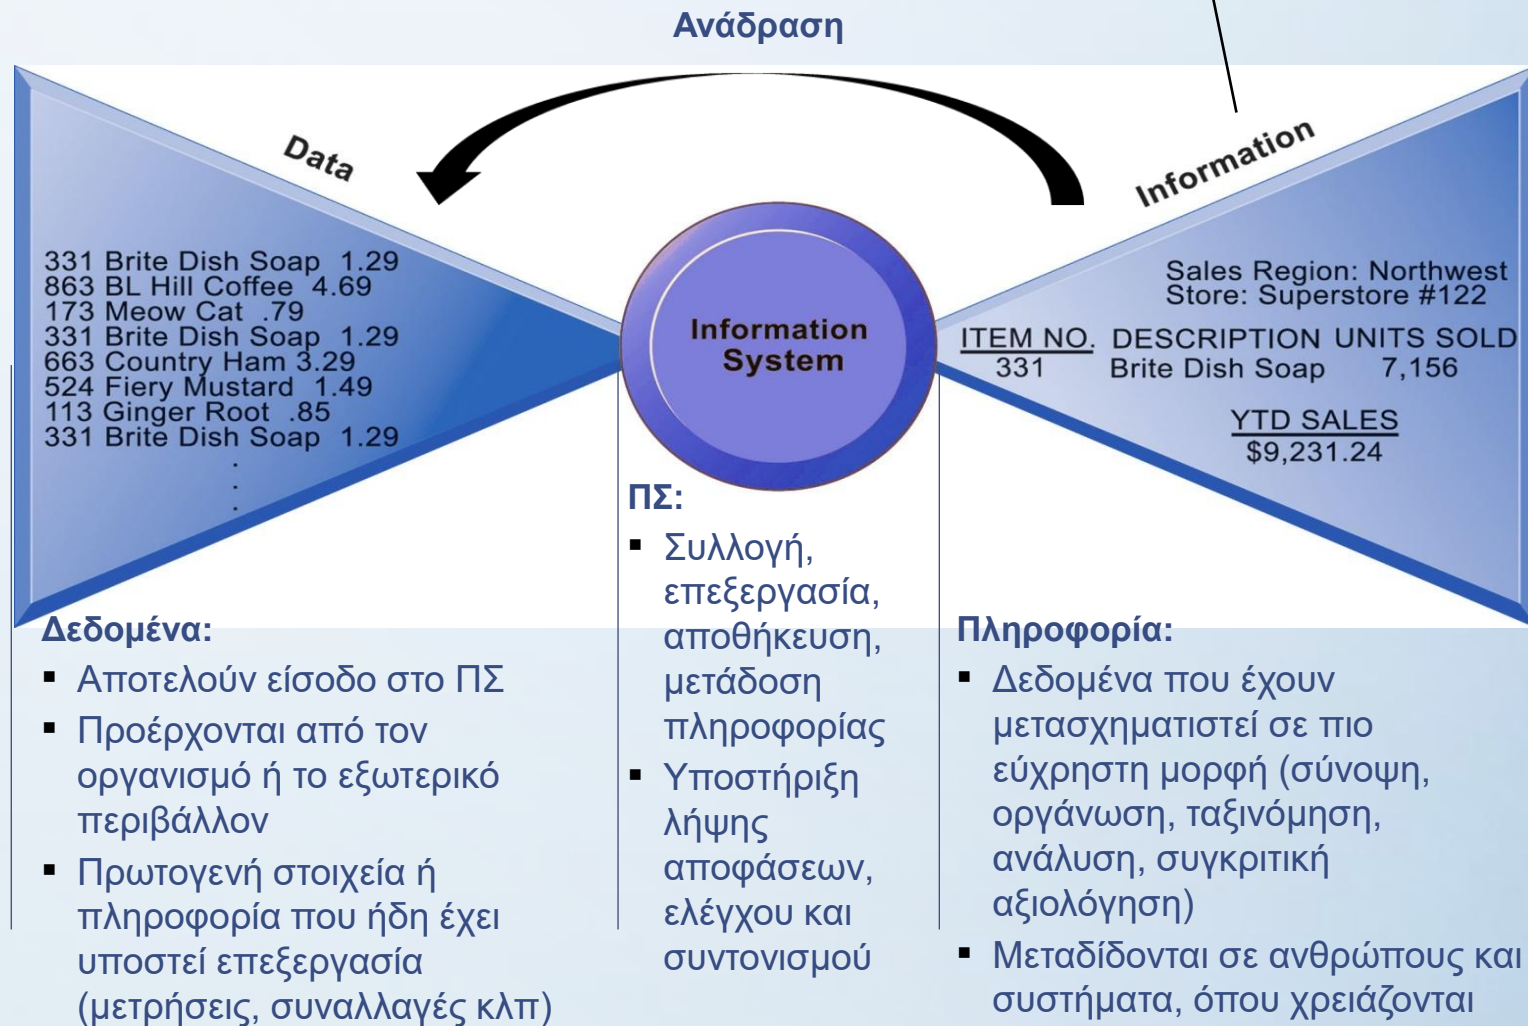 Ανάδραση
Data
331 Brite Dish Soap 1.29
863 BL Hill Coffee 4.69
173 Meow Cat .79
331 Brite Dish Soap 1.29
663 Country Ham 3.29
524 Fiery Mustard 1.49
113 Ginger Root .85
331 Brite Dish Soap 1.29
.
.
.
Information
System
Information
Sales Region: Northwest
Store: Superstore #122
ITEM NO. DESCRIPTION UNITS SOLD
331 Brite Dish Soap 7,156
YTD SALES
$9,231.24
Δεδομένα:
▪ Αποτελούν είσοδο στο ΠΣ
▪ Προέρχονται από τον
οργανισμό ή το εξωτερικό
περιβάλλον
▪ Πρωτογενή στοιχεία ή
πληροφορία που ήδη έχει
υποστεί επεξεργασία
(μετρήσεις, συναλλαγές κλπ)
ΠΣ:
▪ Συλλογή,
επεξεργασία,
αποθήκευση,
μετάδοση
πληροφορίας
▪ Υποστήριξη
λήψης
αποφάσεων,
ελέγχου και
συντονισμού
Πληροφορία:
▪ Δεδομένα που έχουν
μετασχηματιστεί σε πιο
εύχρηστη μορφή (σύνοψη,
οργάνωση, ταξινόμηση,
ανάλυση, συγκριτική
αξιολόγηση)
▪ Μεταδίδονται σε ανθρώπους και
συστήματα, όπου χρειάζονται